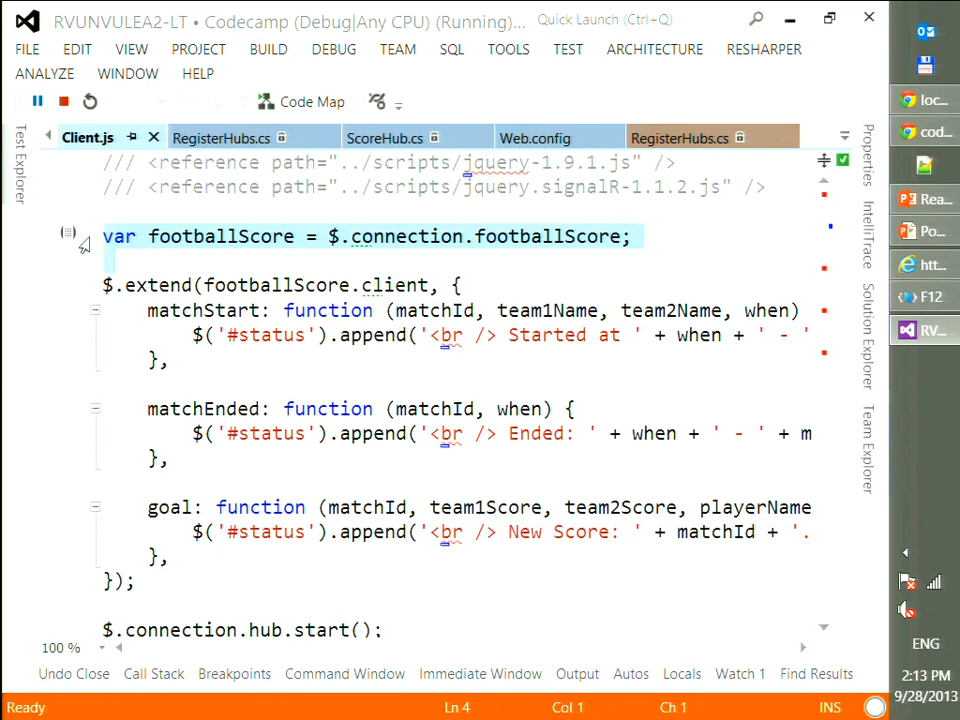 RVUNVULEA2-LT • Codecamp (Debug|Any CPU) (Running)... Quick Launch (Ctrl+Q)
FILE EDIT VIEW PROJECT BUILD DEBUG TEAM SQL TOOLS TEST ARCHITECTURE RESHARPER
ANALYZE WINDOW HELP
Code Map
Test Explorer
Client.js RegisterHubs.cs ScoreHub.cs Web.config RegisterHubs.cs
/// <reference path="../scripts/jquery-1.9.1.js" />
/// <reference path="../scripts/jquery.signalR-1.1.2.js" />
var footballScore = $.connection.footballScore;
$.extend(footballScore.client, {
matchStart: function (matchId, team1Name, team2Name, when)
$('#status').append('<br /> Started at ' + when + ' - '
},
matchEnded: function (matchId, when) {
$('#status').append('<br /> Ended: ' + when + ' - ' + m
},
goal: function (matchId, team1Score, team2Score, playerName
$('#status').append('<br /> New Score: ' + matchId + '.
},
});
$.connection.hub.start();
100 %
Undo Close Call Stack Breakpoints Command Window Immediate Window Output Autos Locals Watch 1 Find Results
Ready Ln 4 Col 1 Ch 1 INS
Properties
IntelliTrace
Solution Explorer
Team Explorer
loc...
cod...
Rea...
Po...
htt...
F12
RV...
ENG
2:13 PM
9/28/2013